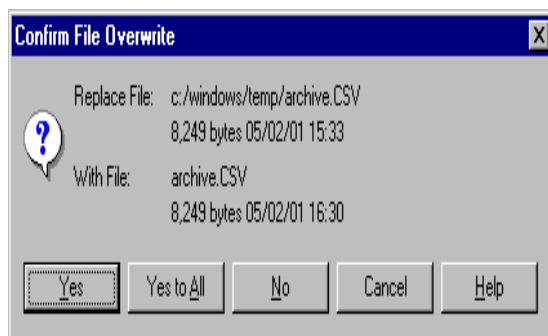 Confirm File Overwrite
Replace File: c:/windows/temp/archive.CSV
8,249 bytes 05/02/01 15:33
With File: archive.CSV
8,249 bytes 05/02/01 16:30
Yes Yes to All No Cancel Help